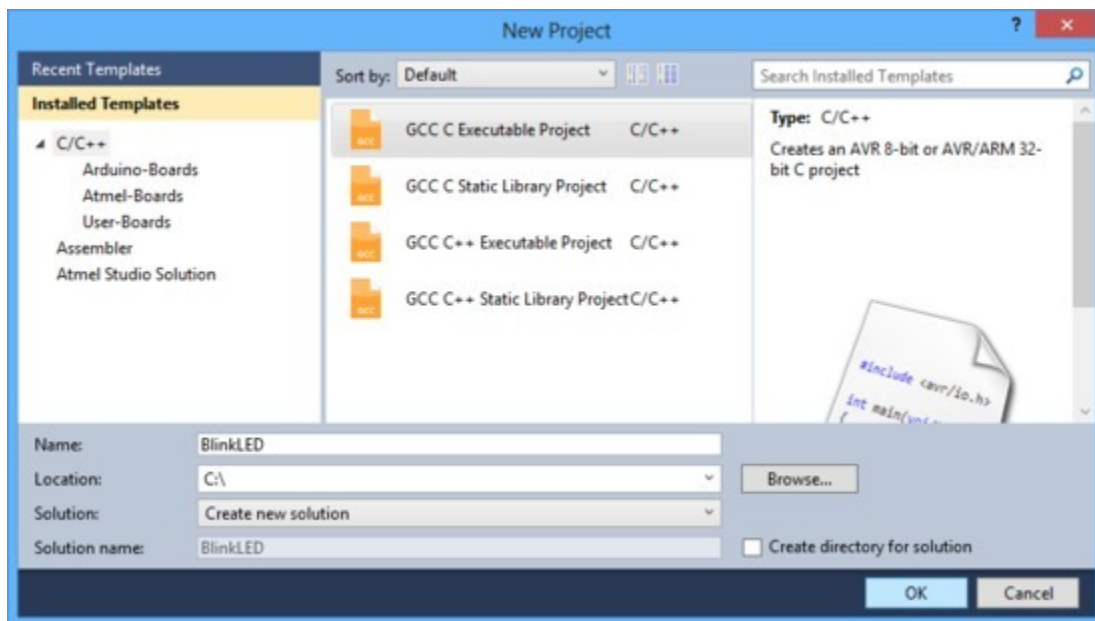 New Project
?
Recent Templates
Installed Templates
C/C++
Arduino-Boards
Atmel-Boards
User-Boards
Assembler
Atmel Studio Solution
Sort by: Default
Search Installed Templates
GCC C Executable Project C/C++
GCC C Static Library Project C/C++
GCC C++ Executable Project C/C++
GCC C++ Static Library Project C/C++
Type: C/C++
Creates an AVR 8-bit or AVR/ARM 32-
bit C project
#include <avr/io.h>
int main(
{
Name: BlinkLED
Location: C:\
Browse...
Solution: Create new solution
Solution name: BlinkLED
Create directory for solution
OK Cancel